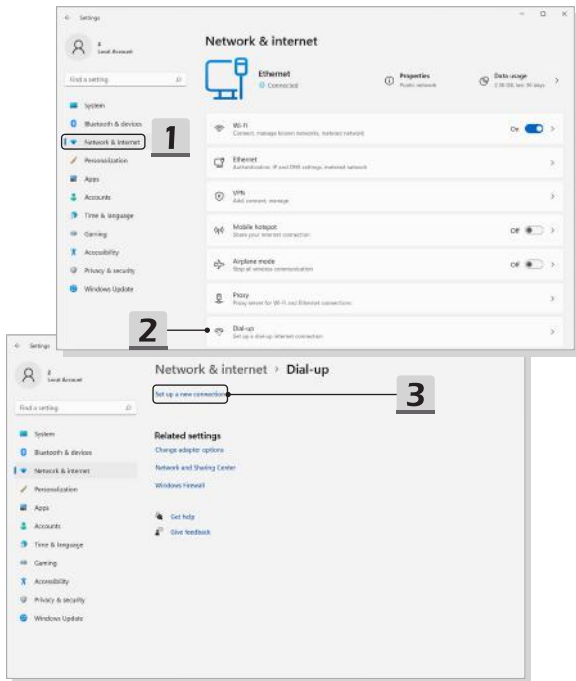 Settings
Network & internet
Local Account
Find a setting
Ethernet
Connected
Properties
Public network
Data usage
System
Bluetooth & devices
Network & internet
Personalization
Apps
Accounts
Time & language
Gaming
Accessibility
Privacy & security
Windows Update
1
Wi-Fi
Connect, manage known networks, metered network
On
Ethernet
Authentication, IP and DNS settings, metered network
VPN
Add, connect, manage
Mobile hotspot
Share your internet connection
Off
Airplane mode
Stop all wireless communication
Off
Proxy
Proxy server for Wi-Fi and Ethernet connections
2
Dial-up
Set up a dial-up internet connection
Settings
Network & internet › Dial-up
Local Account
Find a setting
Set up a new connection
3
System
Bluetooth & devices
Network & internet
Personalization
Apps
Accounts
Time & language
Gaming
Accessibility
Privacy & security
Windows Update
Related settings
Change adapter options
Network and Sharing Center
Windows Firewall
Get help
Give feedback